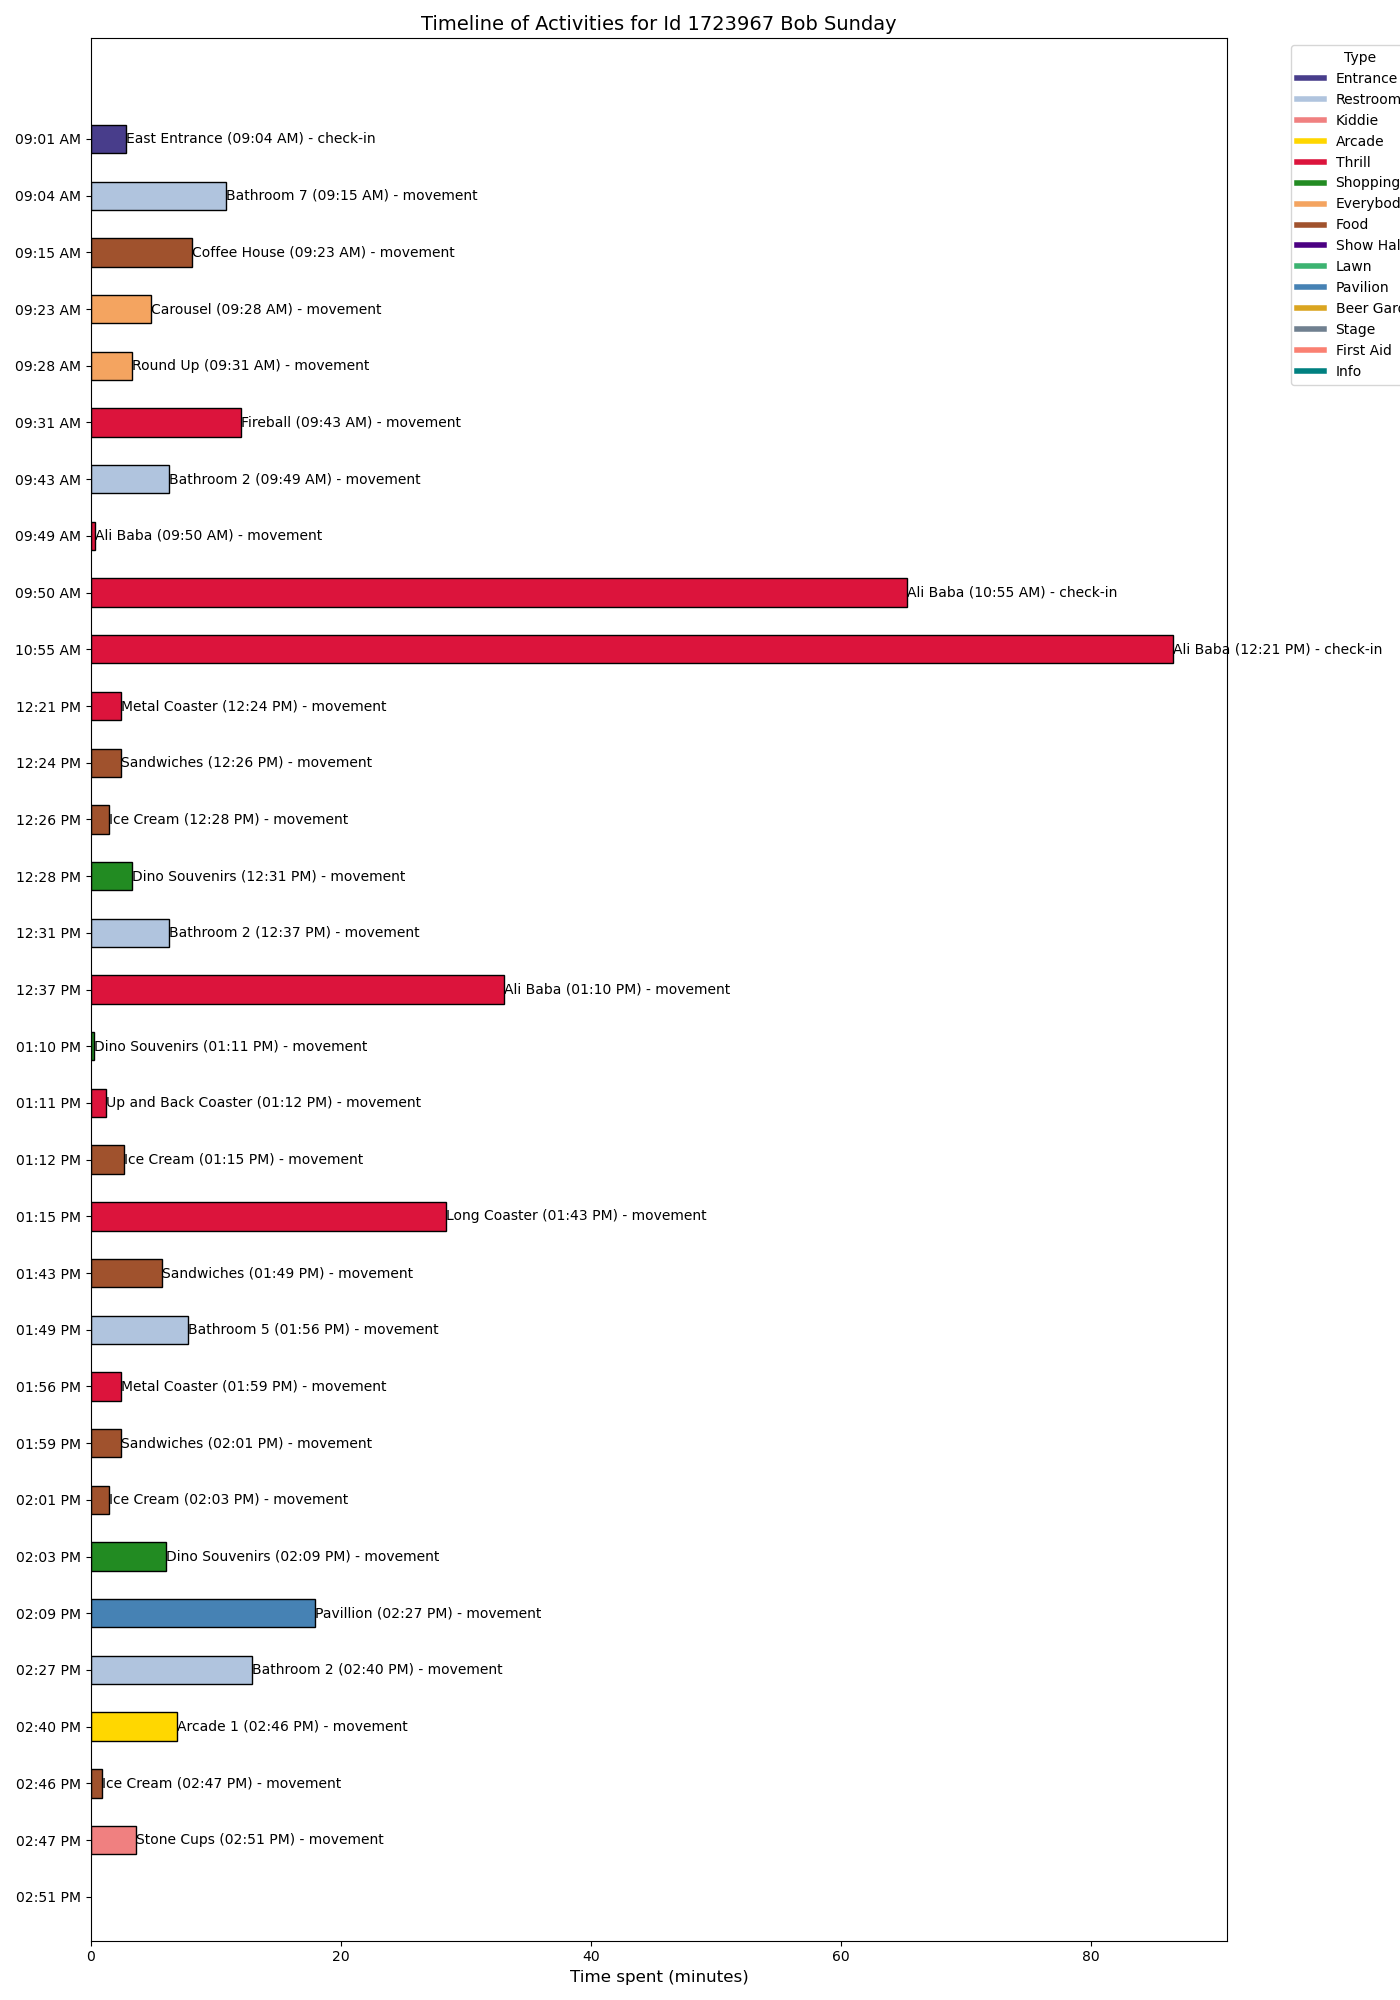 Timeline of Activities for Id 1723967 Bob Sunday
Type
Entrance
Restroom
Kiddie
Arcade
Thrill
Shopping
Everybod
Food
Show Hal
Lawn
Pavilion
Beer Gard
Stage
First Aid
Info
09:01 AM East Entrance (09:04 AM) - check-in
09:04 AM Bathroom 7 (09:15 AM) - movement
09:15 AM Coffee House (09:23 AM) - movement
09:23 AM Carousel (09:28 AM) - movement
09:28 AM Round Up (09:31 AM) - movement
09:31 AM Fireball (09:43 AM) - movement
09:43 AM Bathroom 2 (09:49 AM) - movement
09:49 AM Ali Baba (09:50 AM) - movement
09:50 AM Ali Baba (10:55 AM) - check-in
10:55 AM Ali Baba (12:21 PM) - check-in
12:21 PM Metal Coaster (12:24 PM) - movement
12:24 PM Sandwiches (12:26 PM) - movement
12:26 PM Ice Cream (12:28 PM) - movement
12:28 PM Dino Souvenirs (12:31 PM) - movement
12:31 PM Bathroom 2 (12:37 PM) - movement
12:37 PM Ali Baba (01:10 PM) - movement
01:10 PM Dino Souvenirs (01:11 PM) - movement
01:11 PM Up and Back Coaster (01:12 PM) - movement
01:12 PM Ice Cream (01:15 PM) - movement
01:15 PM Long Coaster (01:43 PM) - movement
01:43 PM Sandwiches (01:49 PM) - movement
01:49 PM Bathroom 5 (01:56 PM) - movement
01:56 PM Metal Coaster (01:59 PM) - movement
01:59 PM Sandwiches (02:01 PM) - movement
02:01 PM Ice Cream (02:03 PM) - movement
02:03 PM Dino Souvenirs (02:09 PM) - movement
02:09 PM Pavillion (02:27 PM) - movement
02:27 PM Bathroom 2 (02:40 PM) - movement
02:40 PM Arcade 1 (02:46 PM) - movement
02:46 PM Ice Cream (02:47 PM) - movement
02:47 PM Stone Cups (02:51 PM) - movement
02:51 PM
0 20 40 60 80
Time spent (minutes)